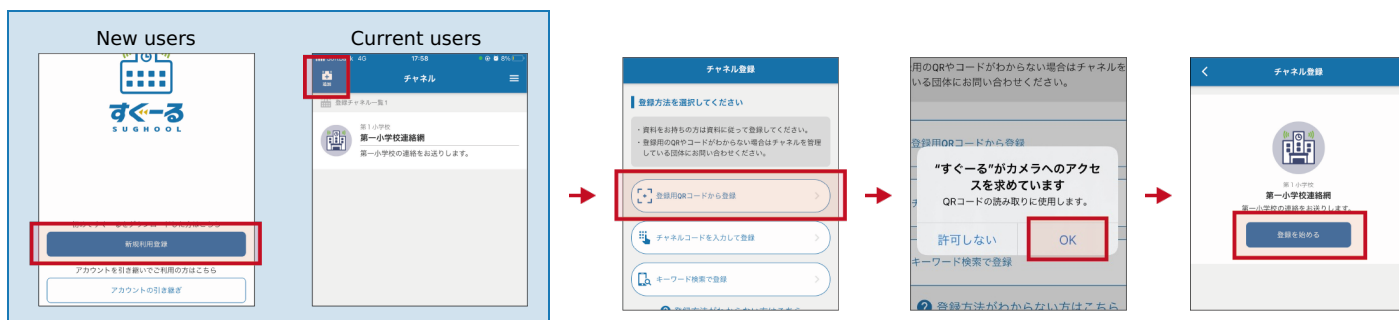 New users
すぐーる
SUGHOOL
新規利用登録
アカウントを引き継いでご利用の方はこちら
アカウントの引き継ぎ
Current users
4G
17:58
8%
追加
チャネル
登録チャネル一覧1
第1小学校
第一小学校連絡網
第一小学校の連絡をお送りします。
チャネル登録
登録方法を選択してください
・資料をお持ちの方は資料に従って登録してください。
・登録用のQRやコードがわからない場合はチャネルを管理
している団体にお問い合わせください。
登録用QRコードから登録
チャネルコードを入力して登録
キーワード検索で登録
用のQRやコードがわからない場合はチャネルを
いる団体にお問い合わせください。
登録用QRコードから登録
“すぐーる”がカメラへのアクセ
スを求めています
QRコードの読み取りに使用します。
許可しない
OK
キーワード検索で登録
登録方法がわからない方はこちら
チャネル登録
第1小学校
第一小学校連絡網
第一小学校の連絡をお送りします。
登録を始める